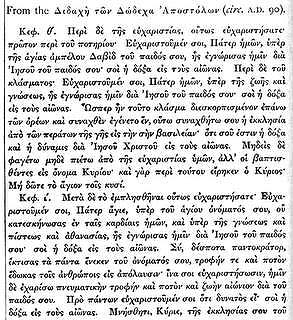 From the Διδαχὴ τῶν Δώδεκα Ἀποστόλων (circ. A.D. 90).
Κεφ. θ΄. Περὶ δὲ τῆς εὐχαριστίας, οὕτως εὐχαριστήσατε·
πρῶτον περὶ τοῦ ποτηρίου· Εὐχαριστοῦμέν σοι, Πάτερ ἡμῶν, ὑπὲρ
τῆς ἁγίας ἀμπέλου Δαβὶδ τοῦ παιδός σου, ἧς ἐγνώρισας ἡμῖν διὰ
Ἰησοῦ τοῦ παιδός σου· σοὶ ἡ δόξα εἰς τοὺς αἰῶνας. Περὶ δὲ τοῦ
κλάσματος· Εὐχαριστοῦμέν σοι, Πάτερ ἡμῶν, ὑπὲρ τῆς ζωῆς καὶ
γνώσεως, ἧς ἐγνώρισας ἡμῖν διὰ Ἰησοῦ τοῦ παιδός σου· σοὶ ἡ δόξα
εἰς τοὺς αἰῶνας. Ὥσπερ ἦν τοῦτο κλάσμα διεσκορπισμένον ἐπάνω
τῶν ὀρέων καὶ συναχθὲν ἐγένετο ἕν, οὕτω συναχθήτω σου ἡ ἐκκλησία
ἀπὸ τῶν περάτων τῆς γῆς εἰς τὴν σὴν βασιλείαν· ὅτι σοῦ ἐστιν ἡ δόξα
καὶ ἡ δύναμις διὰ Ἰησοῦ Χριστοῦ εἰς τοὺς αἰῶνας. Μηδεὶς δὲ
φαγέτω μηδὲ πιέτω ἀπὸ τῆς εὐχαριστίας ὑμῶν, ἀλλ' οἱ βαπτισ-
θέντες εἰς ὄνομα Κυρίου· καὶ γὰρ περὶ τούτου εἴρηκεν ὁ Κύριος·
Μὴ δῶτε τὸ ἅγιον τοῖς κυσί.
Κεφ. ί. Μετὰ δὲ τὸ ἐμπλησθῆναι οὕτως εὐχαριστήσατε· Εὐχα-
ριστοῦμέν σοι, Πάτερ ἅγιε, ὑπὲρ τοῦ ἁγίου ὀνόματός σου, οὗ
κατεσκήνωσας ἐν ταῖς καρδίαις ἡμῶν, καὶ ὑπὲρ τῆς γνώσεως καὶ
πίστεως καὶ ἀθανασίας, ἧς ἐγνώρισας ἡμῖν διὰ Ἰησοῦ τοῦ παιδός
σου· σοὶ ἡ δόξα εἰς τοὺς αἰῶνας. Σύ, δέσποτα παντοκράτορ,
ἔκτισας τὰ πάντα ἕνεκεν τοῦ ὀνόματός σου, τροφήν τε καὶ ποτὸν
ἔδωκας τοῖς ἀνθρώποις εἰς ἀπόλαυσιν· ἵνα σοι εὐχαριστήσωσιν, ἡμῖν
δὲ ἐχαρίσω πνευματικὴν τροφὴν καὶ ποτὸν καὶ ζωὴν αἰώνιον διὰ τοῦ
παιδός σου. Πρὸ πάντων εὐχαριστοῦμέν σοι ὅτι δυνατὸς εἶ· σοὶ ἡ
δόξα εἰς τοὺς αἰῶνας. Μνήσθητι, Κύριε, τῆς ἐκκλησίας σου τοῦ